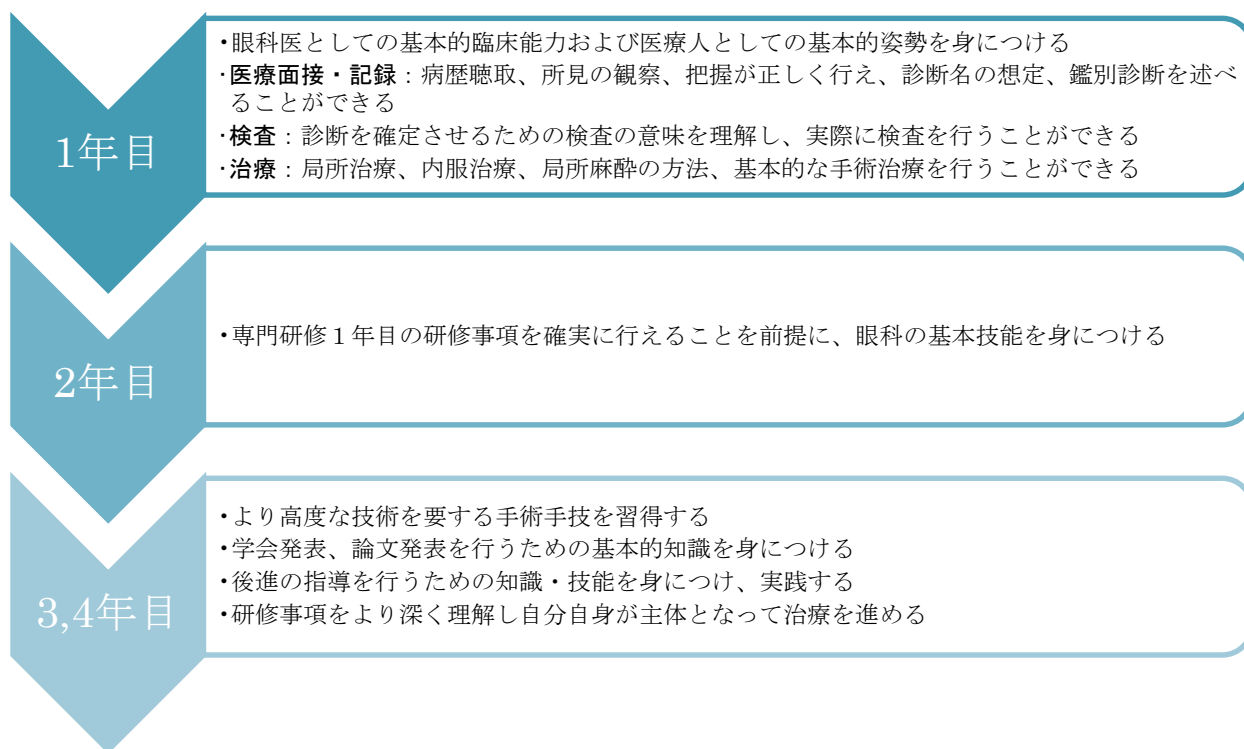 1年目
・眼科医としての基本的臨床能力および医療人としての基本的姿勢を身につける
・医療面接・記録：病歴聴取、所見の観察、把握が正しく行え、診断名の想定、鑑別診断を述べ
ることができる
・検査：診断を確定させるための検査の意味を理解し、実際に検査を行うことができる
・治療：局所治療、内服治療、局所麻酔の方法、基本的な手術治療を行うことができる
2年目
・専門研修１年目の研修事項を確実に行えることを前提に、眼科の基本技能を身につける
3,4年目
・より高度な技術を要する手術手技を習得する
・学会発表、論文発表を行うための基本的知識を身につける
・後進の指導を行うための知識・技能を身につけ、実践する
・研修事項をより深く理解し自分自身が主体となって治療を進める